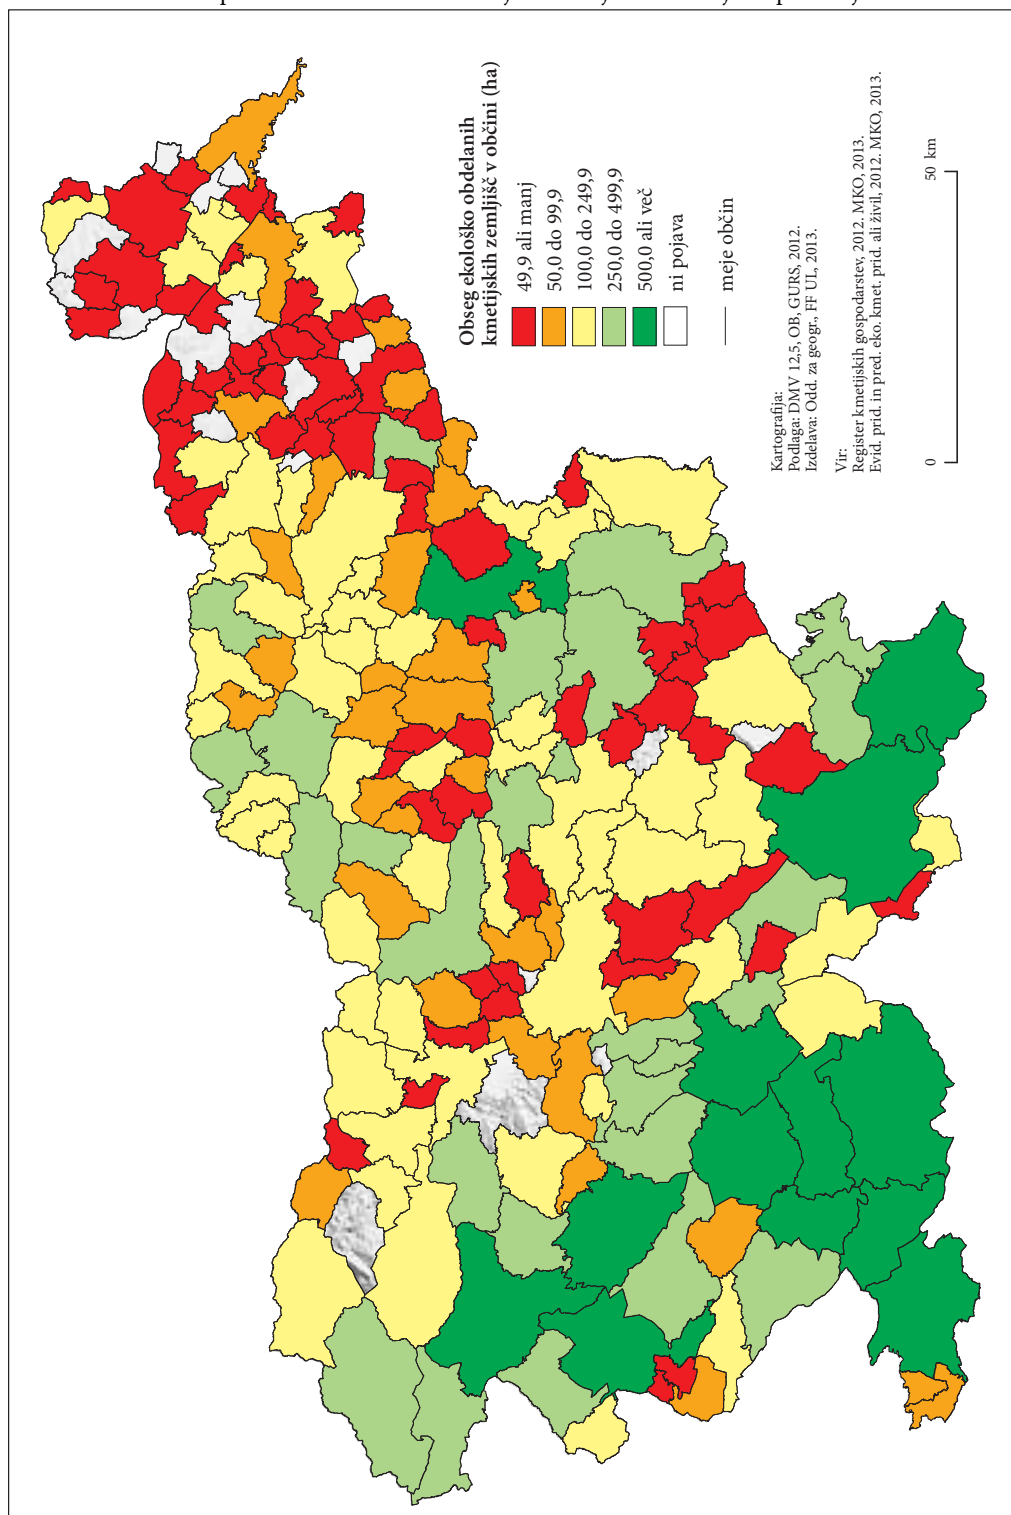 Obseg ekološko obdelanih
kmetijskih zemljišč v občini (ha)
49,9 ali manj
50,0 do 99,9
100,0 do 249,9
250,0 do 499,9
500,0 ali več
ni pojava
meje občin
Kartografija:
Podlaga: DMV 12,5, OB, GURS, 2012.
Izdelava: Odd. za geogr., FF ULJ, 2013.
Vir:
Register kmetijskih gospodarstev, 2012. MKO, 2013.
Evid. prid. in pred. eko. kmet. prid. ali živil, 2012. MKO, 2013.
0 50 km